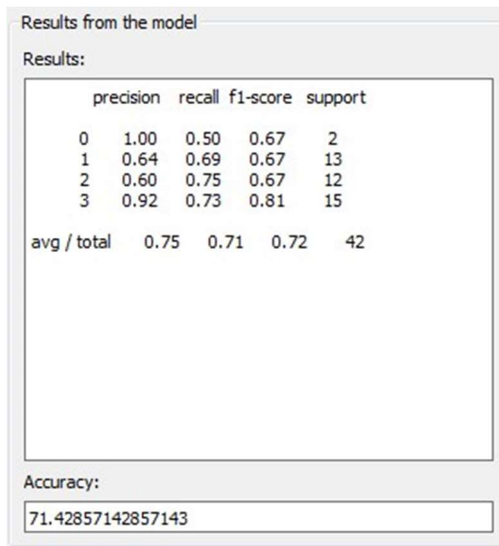 Results from the model
Results:
precision recall f1-score support
0 1.00 0.50 0.67 2
1 0.64 0.69 0.67 13
2 0.60 0.75 0.67 12
3 0.92 0.73 0.81 15
avg / total 0.75 0.71 0.72 42
Accuracy:
71.42857142857143